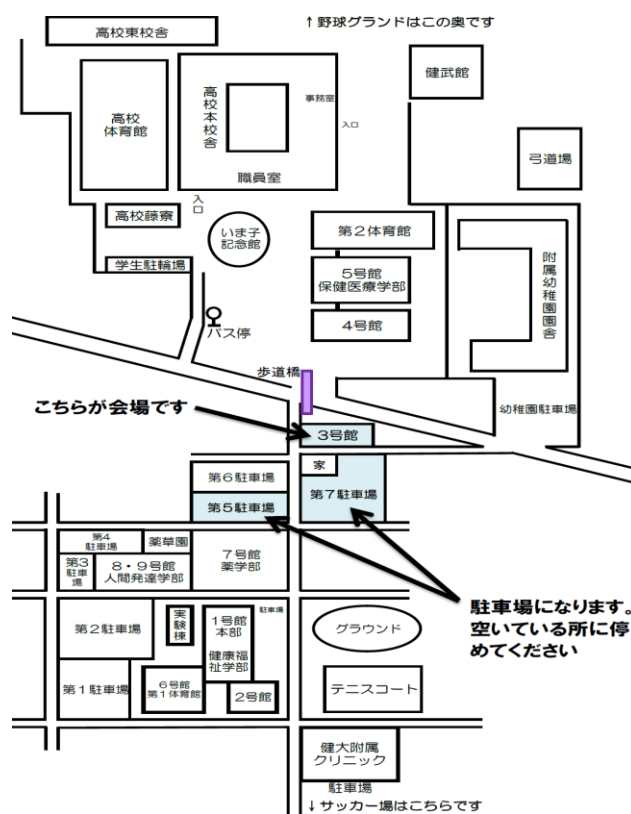 高校東校舎
↑野球グランドはこの奥です
健武館
高校
体育館
高校本校舎
事務室
入口
職員室
弓道場
入口
高校藤寮
いま子
記念館
第2体育館
学生駐輪場
5号館
保健医療学部
附属幼稚園園舎
4号館
バス停
歩道橋
こちらが会場です
幼稚園駐車場
3号館
家
第6駐車場
第7駐車場
第5駐車場
第4
駐車場
薬草園
7号館
薬学部
第3
駐車
場
8・9号館
人間発達学部
駐車場になります。
空いている所に停
めてください
第2駐車場
実験棟
1号館
本部
健康福
祉学部
駐車場
グラウンド
第1駐車場
6号館
第1体育館
2号館
テニスコート
健大附属
クリニック
駐車場
↓サッカー場はこちらです